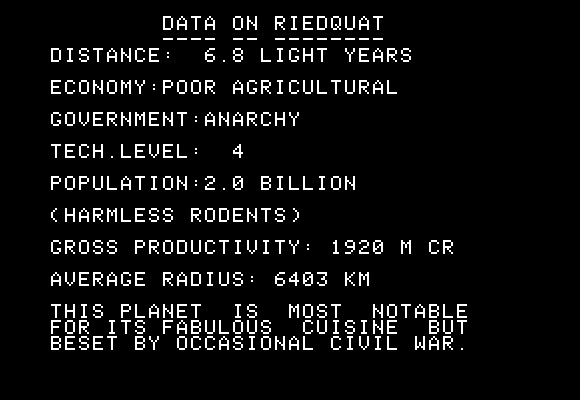 DATA ON RIEDQUAT
DISTANCE: 6.8 LIGHT YEARS
ECONOMY:POOR AGRICULTURAL
GOVERNMENT:ANARCHY
TECH.LEVEL: 4
POPULATION:2.0 BILLION
(HARMLESS RODENTS)
GROSS PRODUCTIVITY: 1920 M CR
AVERAGE RADIUS: 6403 KM
THIS PLANET IS MOST NOTABLE
FOR ITS FABULOUS CUISINE BUT
BESET BY OCCASIONAL CIVIL WAR.